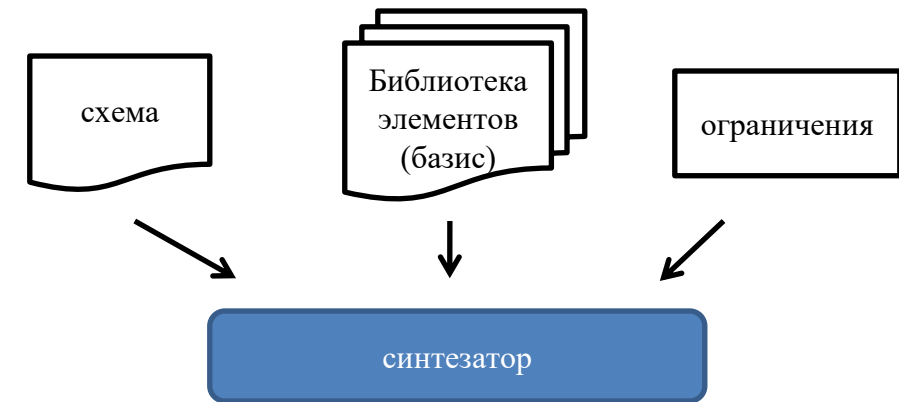 схема
Библиотека
элементов
(базис)
ограничения
синтезатор